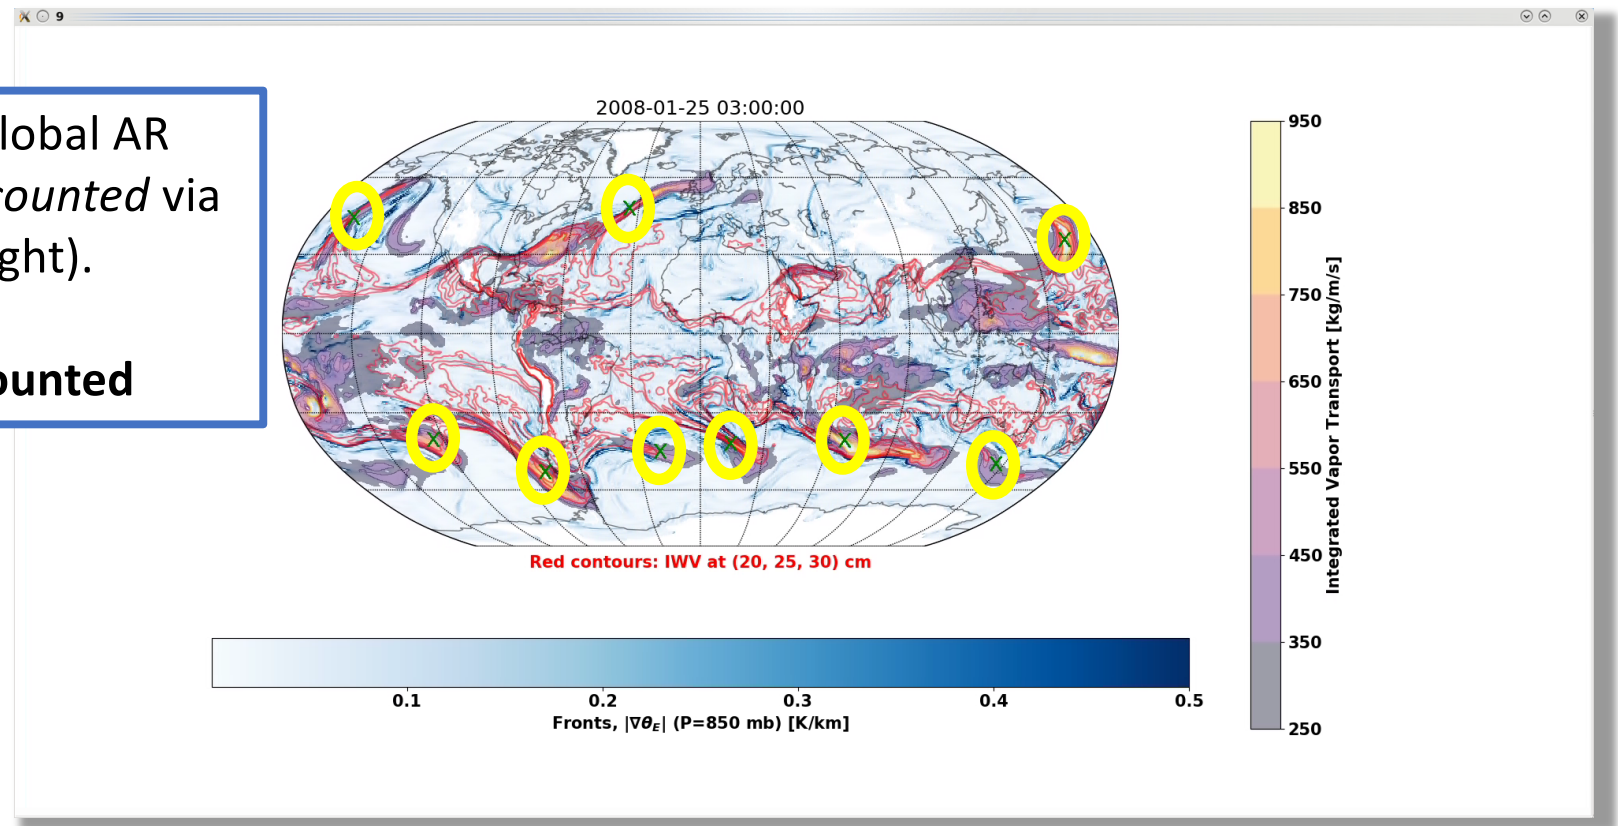 9
lobal AR
ounted via
ght).
ounted
2008-01-25 03:00:00
Red contours: IWV at (20, 25, 30) cm
0.1 0.2 0.3 0.4 0.5
Fronts, |∇θ_E| (P=850 mb) [K/km]
950
850
750
650
550
450
350
250
Integrated Vapor Transport [kg/m/s]